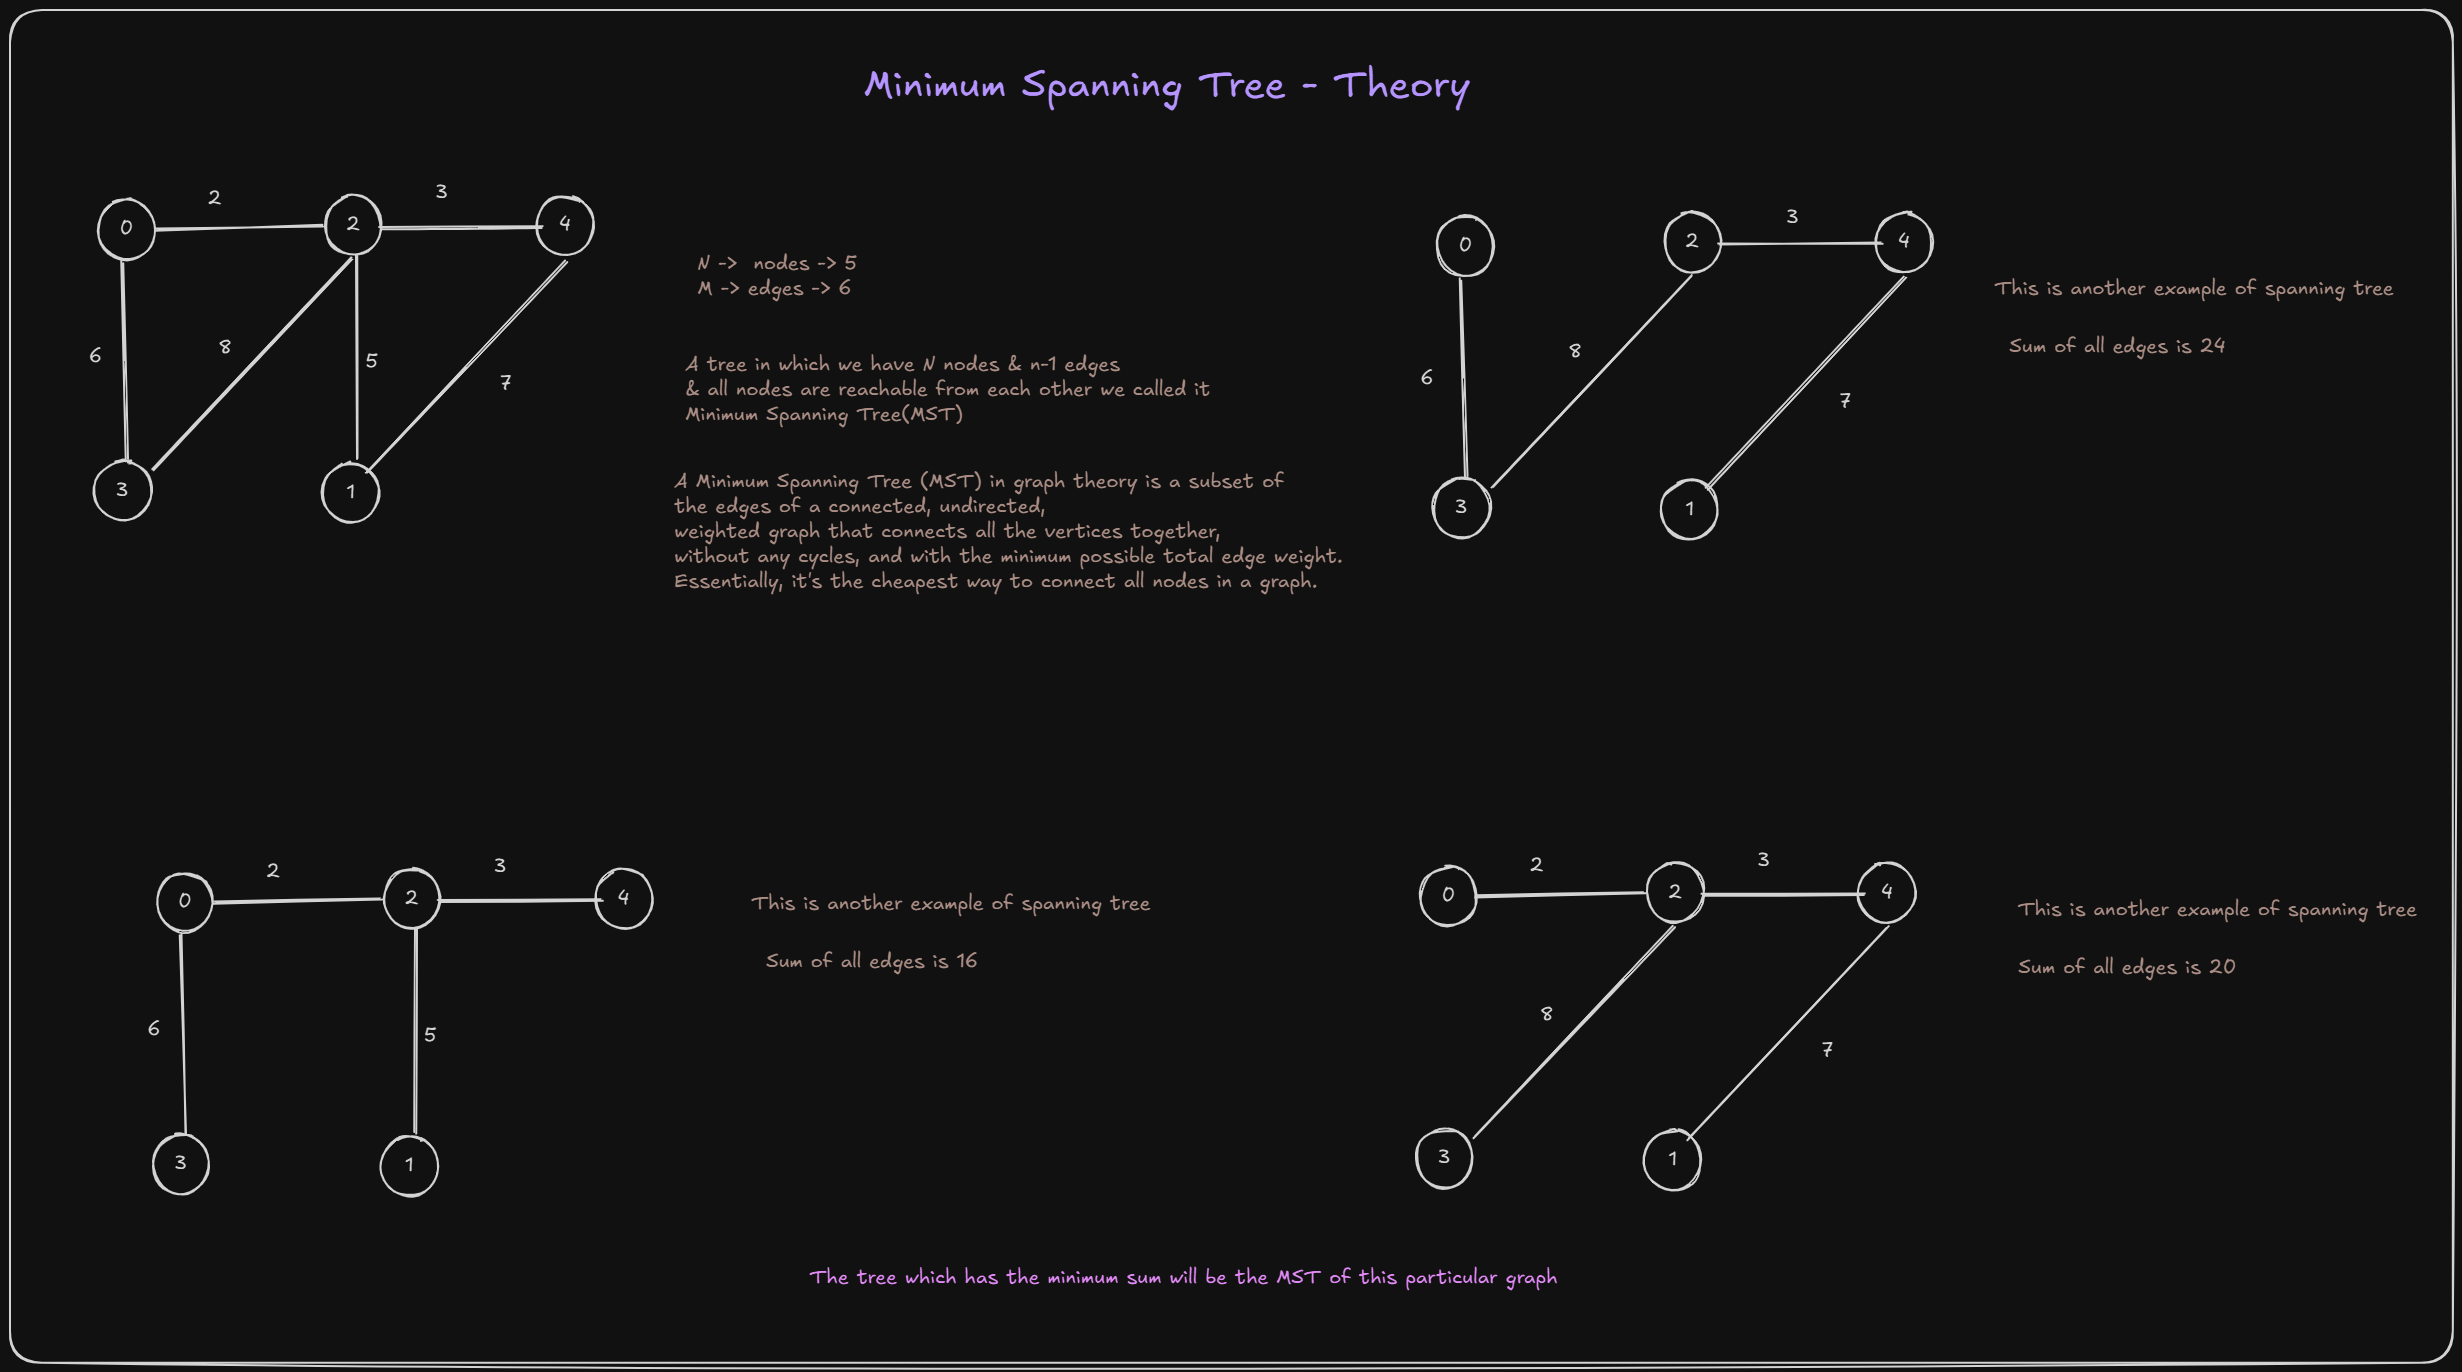 Minimum Spanning Tree - Theory
2
3
0
2
4
6
8
5
7
3
1
N -> nodes -> 5
M -> edges -> 6
A tree in which we have N nodes & n-1 edges
& all nodes are reachable from each other we called it
Minimum Spanning Tree(MST)
A Minimum Spanning Tree (MST) in graph theory is a subset of
the edges of a connected, undirected,
weighted graph that connects all the vertices together,
without any cycles, and with the minimum possible total edge weight.
Essentially, it's the cheapest way to connect all nodes in a graph.
3
0
2
4
8
6
7
3
1
This is another example of spanning tree
Sum of all edges is 24
2
3
0
2
4
6
5
3
1
This is another example of spanning tree
Sum of all edges is 16
2
3
0
2
4
8
7
3
1
This is another example of spanning tree
Sum of all edges is 20
The tree which has the minimum sum will be the MST of this particular graph